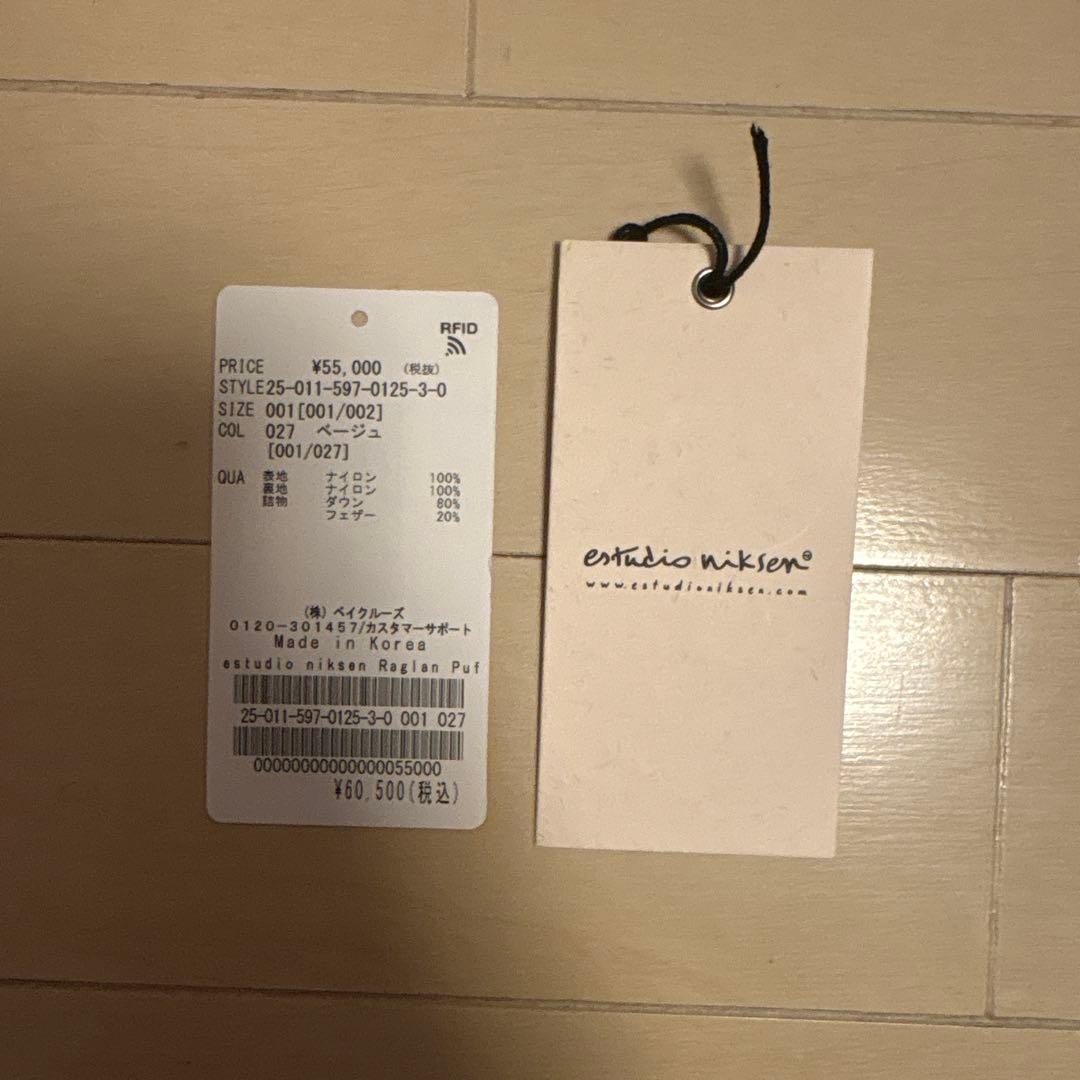 RFID
PRICE ¥55,000 (税抜)
STYLE25-011-597-0125-3-0
SIZE 001[001/002]
COL 027 ベージュ
[001/027]
QUA 表地 ナイロン 100%
裏地 ナイロン 100%
詰物 ダウン 80%
フェザー 20%
(株) ベイクルーズ
0120-301457/カスタマーサポート
Made in Korea
estudio niksen Raglan Puf
25-011-597-0125-3-0 001 027
00000000000000055000
¥60,500(税込)
estudio niksen
www.estudioniksen.com